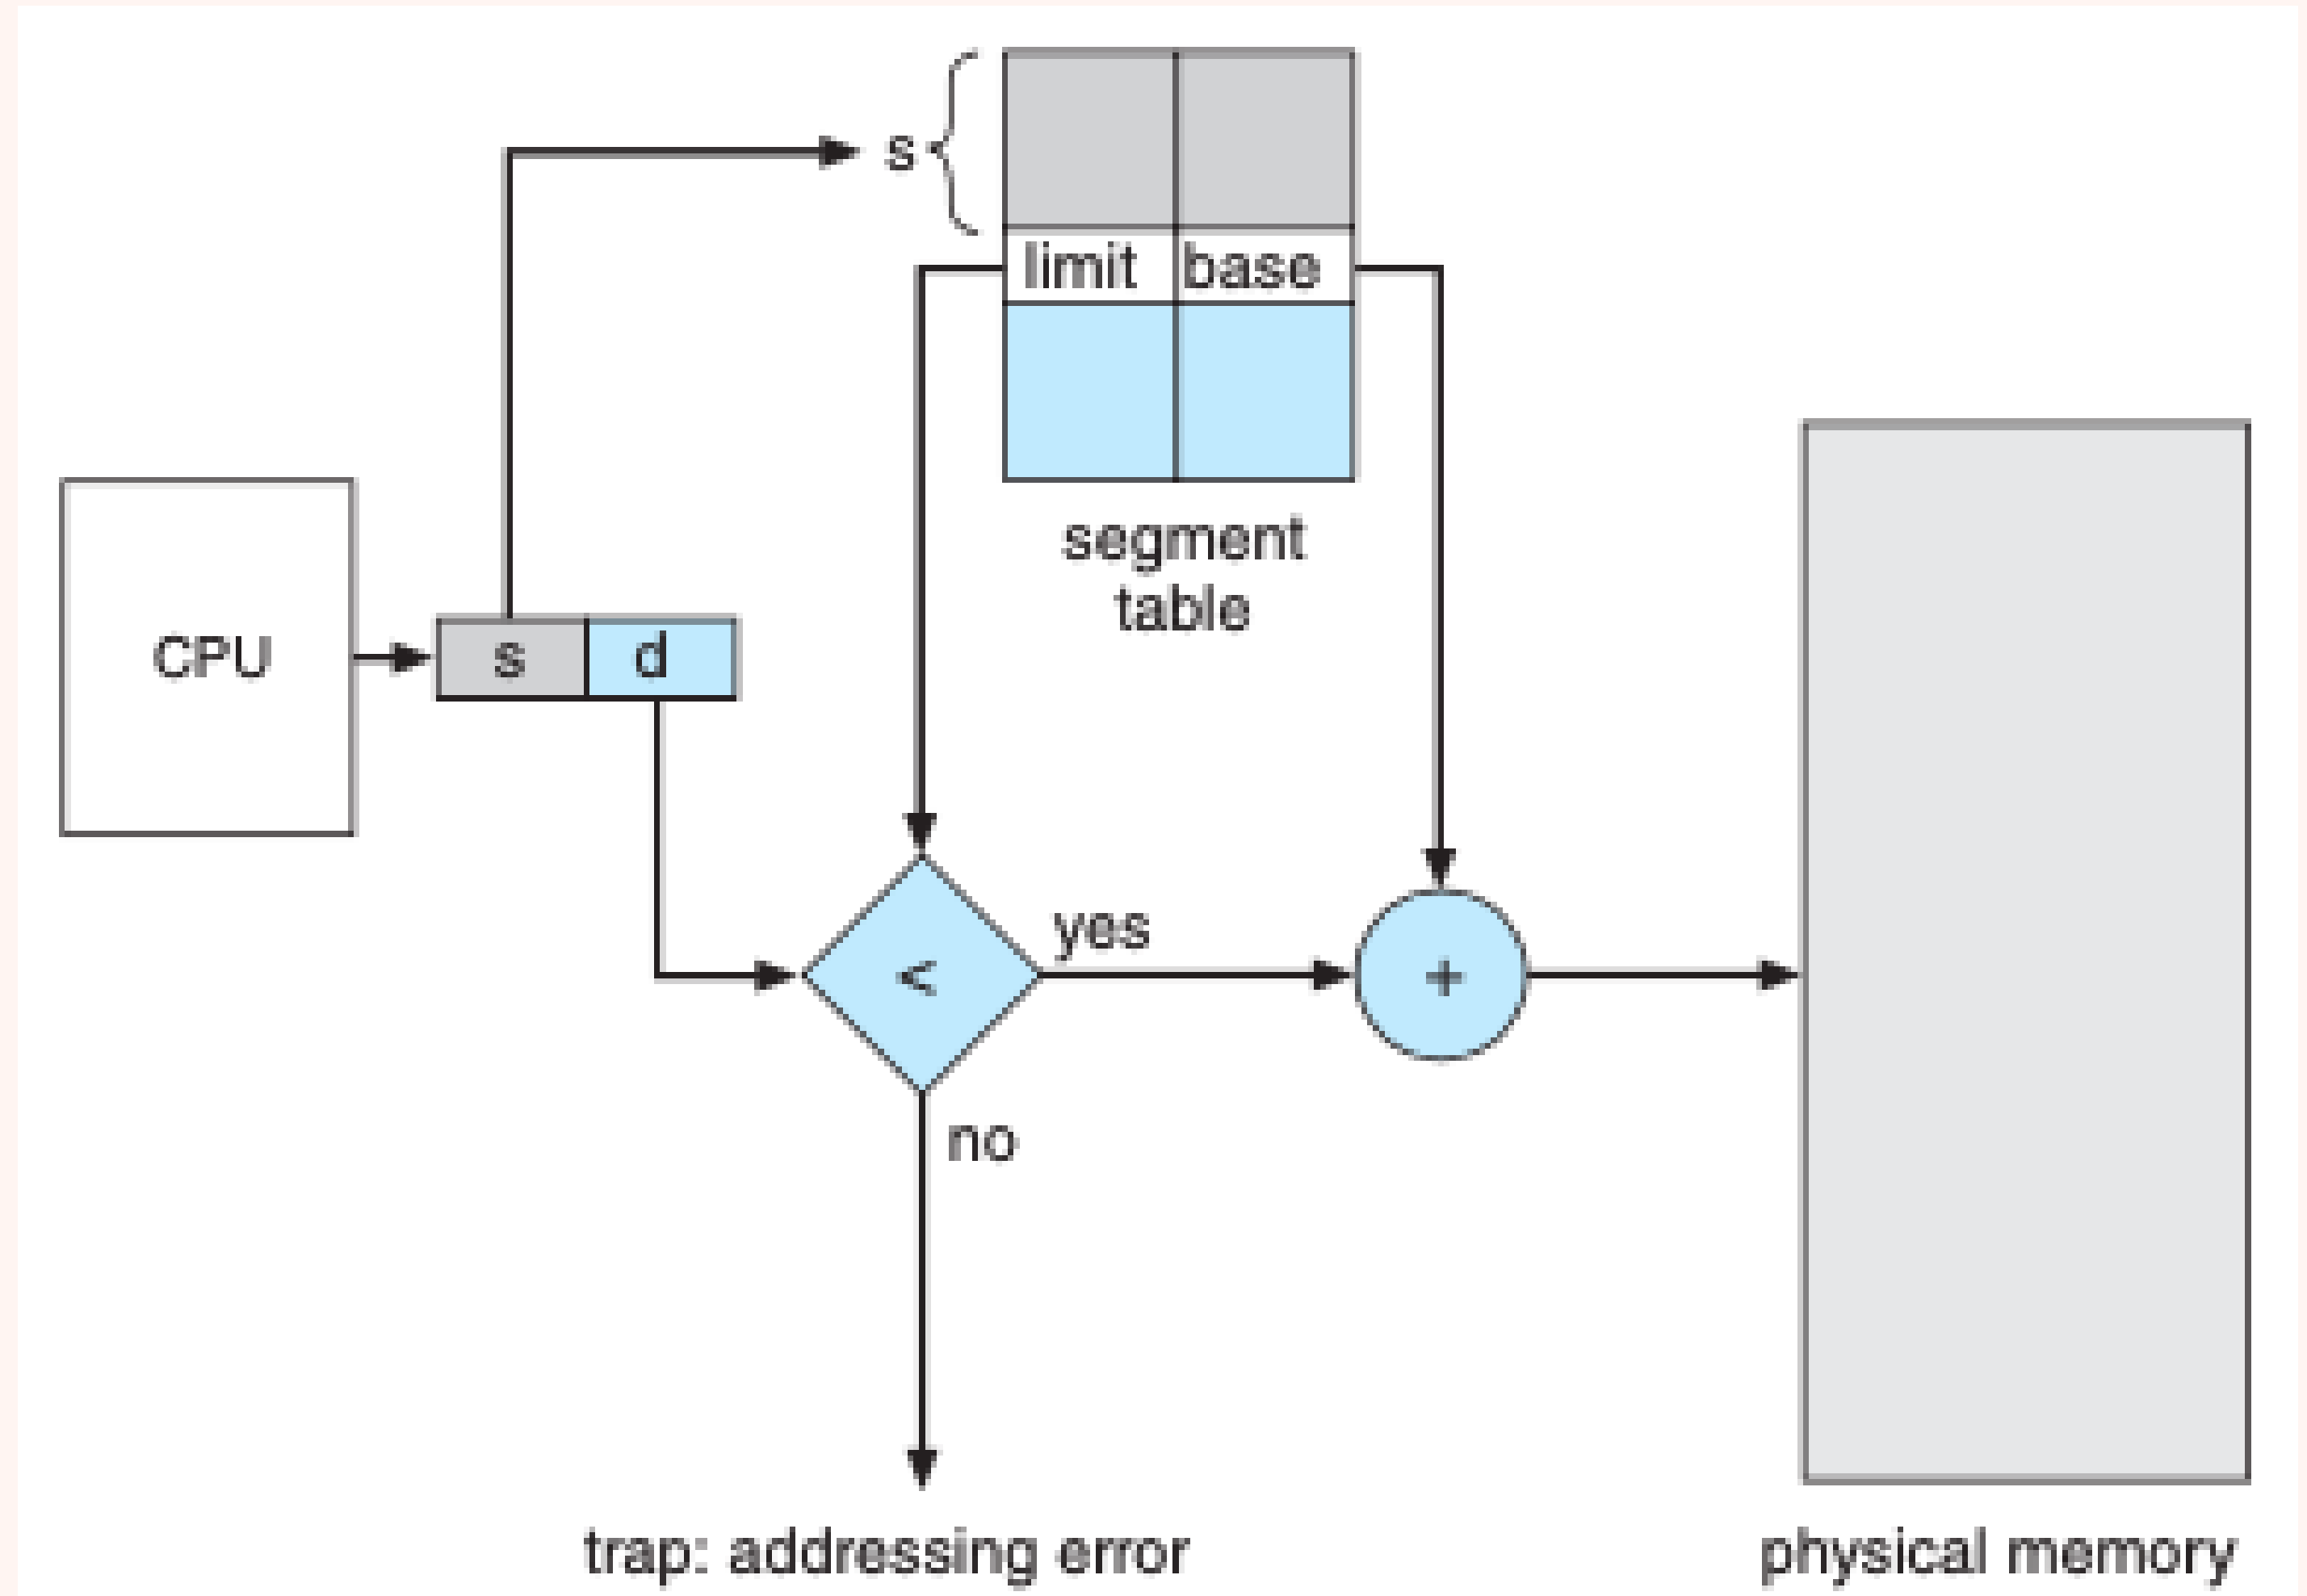 s
limit base
segment
table
CPU
s d
<
yes
+
no
trap: addressing error
physical memory